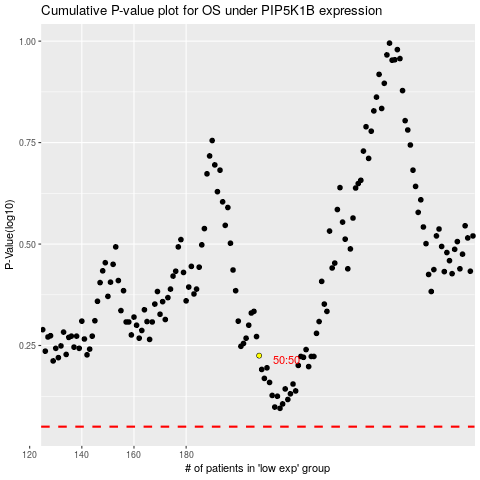 Cumulative P-value plot for OS under PIP5K1B expression
P-Value(log10)
1.00
0.75
0.50
0.25
50:50
120 140 160 180
# of patients in 'low exp' group